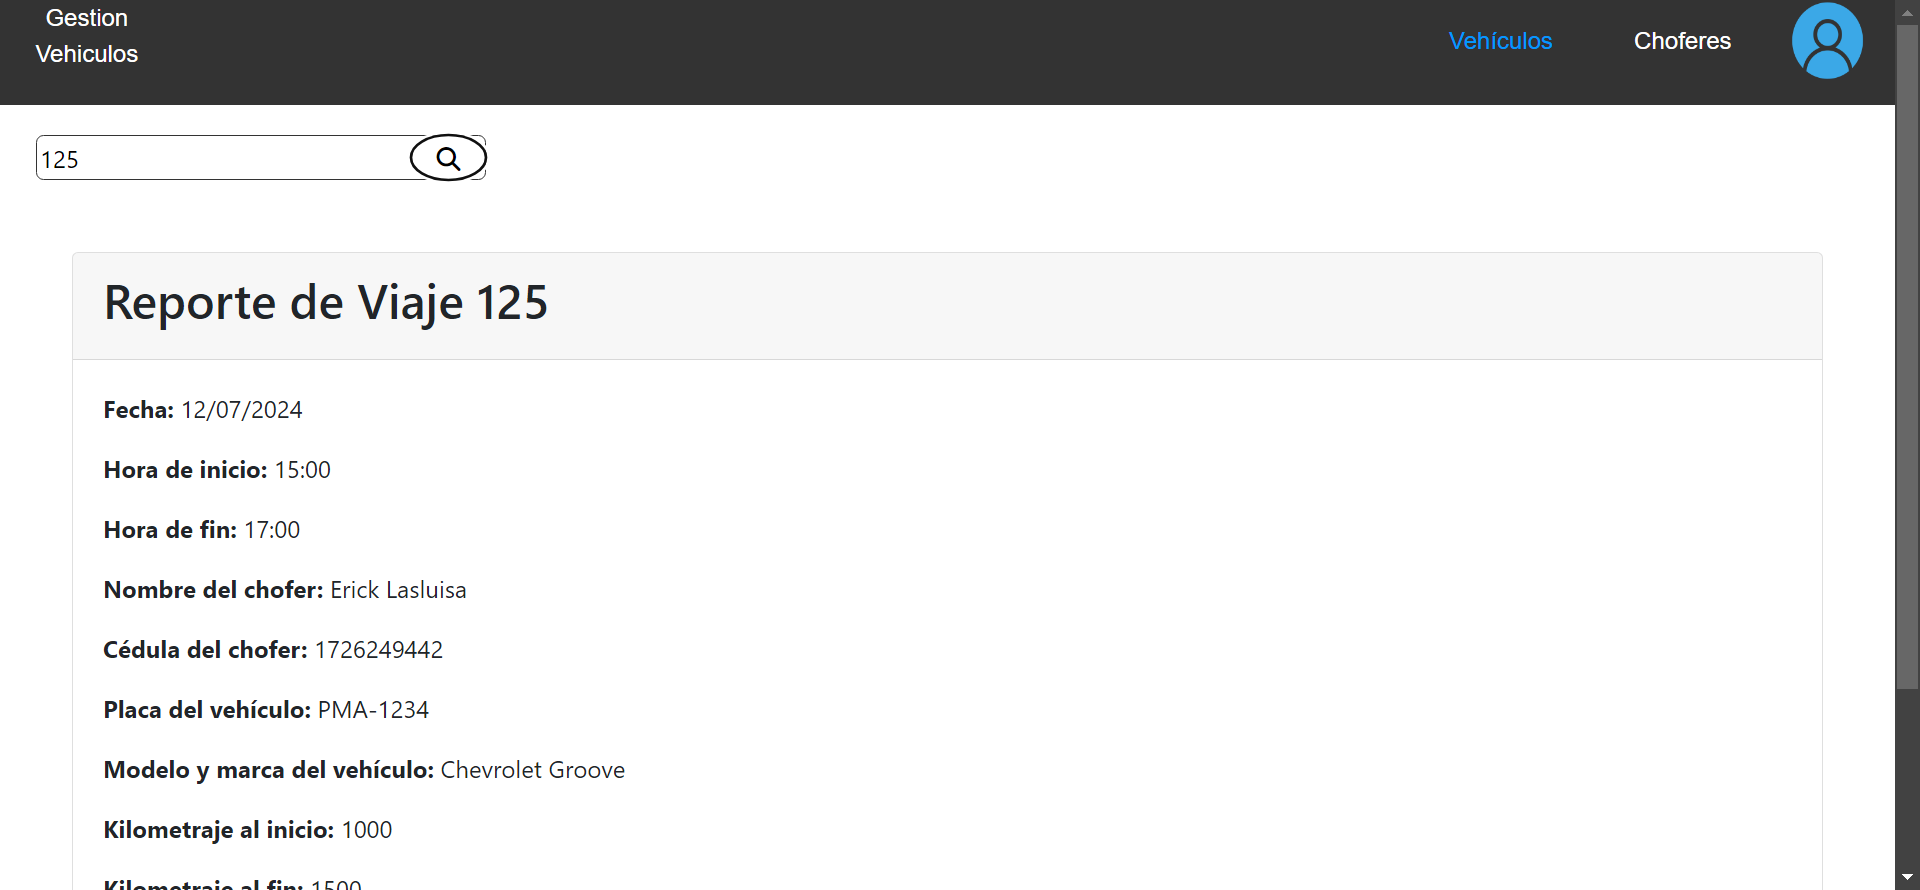 Gestion
Vehiculos
Vehículos
Choferes
125
Reporte de Viaje 125
Fecha: 12/07/2024
Hora de inicio: 15:00
Hora de fin: 17:00
Nombre del chofer: Erick Lasluisa
Cédula del chofer: 1726249442
Placa del vehículo: PMA-1234
Modelo y marca del vehículo: Chevrolet Groove
Kilometraje al inicio: 1000
Kilometraje al fin: 1500